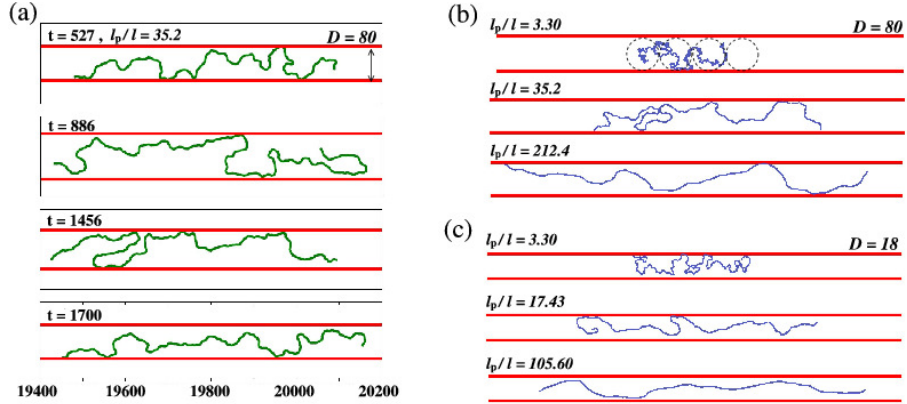 (a)
t = 527 , lp/l = 35.2 D = 80
t = 886
t = 1456
t = 1700
19400 19600 19800 20000 20200
(b)
lp/l = 3.30 D = 80
lp/l = 35.2
lp/l = 212.4
(c)
lp/l = 3.30 D = 18
lp/l = 17.43
lp/l = 105.60